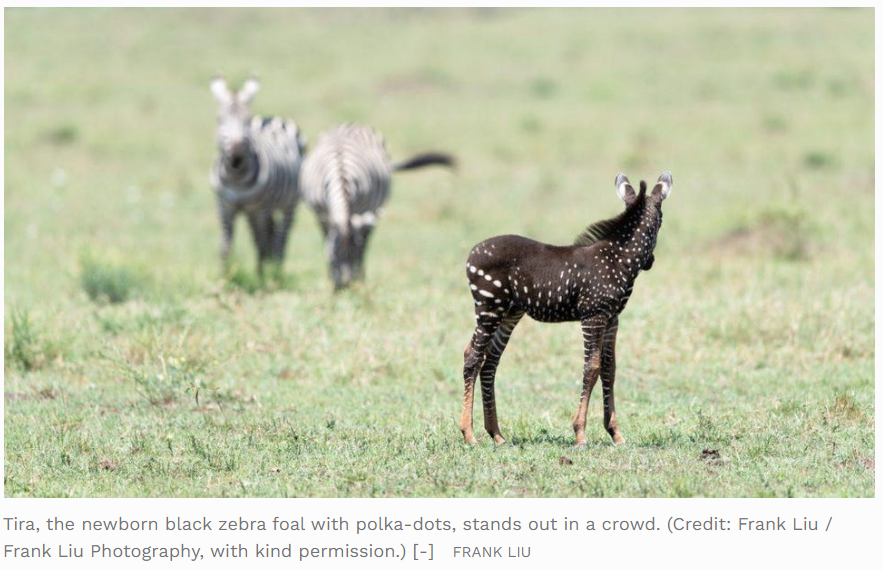 Tira, the newborn black zebra foal with polka-dots, stands out in a crowd. (Credit: Frank Liu /
Frank Liu Photography, with kind permission.) [-] FRANK LIU